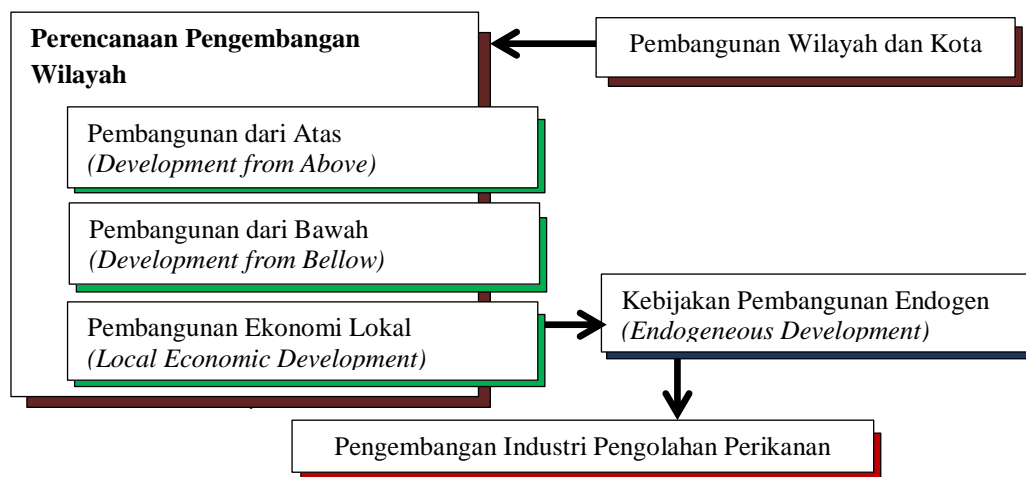 Perencanaan Pengembangan
Wilayah
Pembangunan Wilayah dan Kota
Pembangunan dari Atas
(Development from Above)
Pembangunan dari Bawah
(Development from Bellow)
Pembangunan Ekonomi Lokal
(Local Economic Development)
Kebijakan Pembangunan Endogen
(Endogeneous Development)
Pengembangan Industri Pengolahan Perikanan